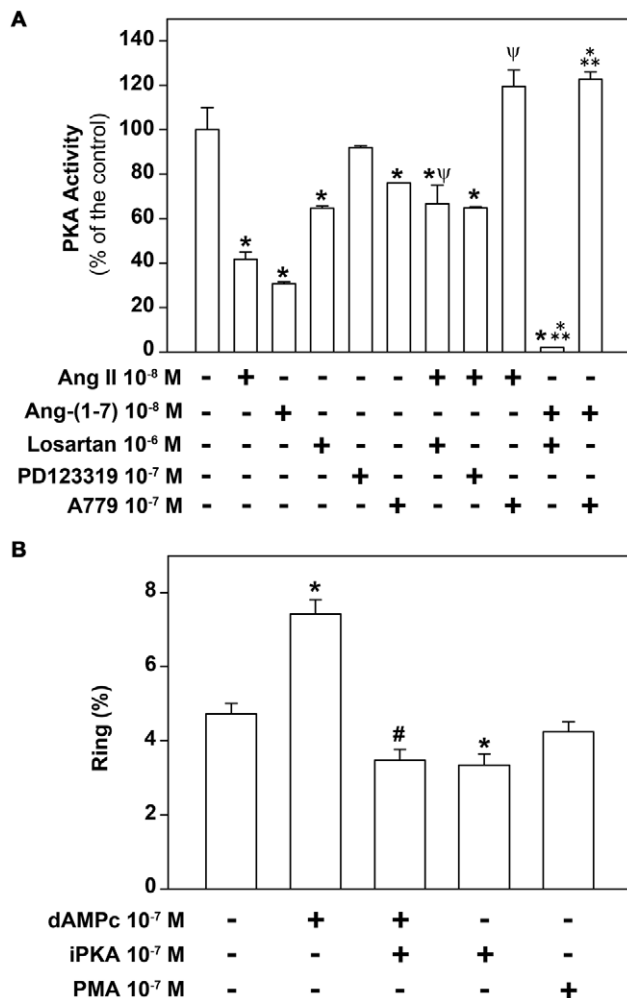 A
140
120
100
80
60
40
20
0
PKA Activity
(% of the control)
* * * * *ψ * ψ * *** ***
Ang II 10⁻⁸ M - + - - - - + + + - -
Ang-(1-7) 10⁻⁸ M - - + - - - - - - + +
Losartan 10⁻⁶ M - - - + - - + - - + -
PD123319 10⁻⁷ M - - - - + - - + - - -
A779 10⁻⁷ M - - - - - + - - + - +
B
8
6
4
2
0
Ring (%)
* # *
dAMPc 10⁻⁷ M - + + - -
iPKA 10⁻⁷ M - - + + -
PMA 10⁻⁷ M - - - - +